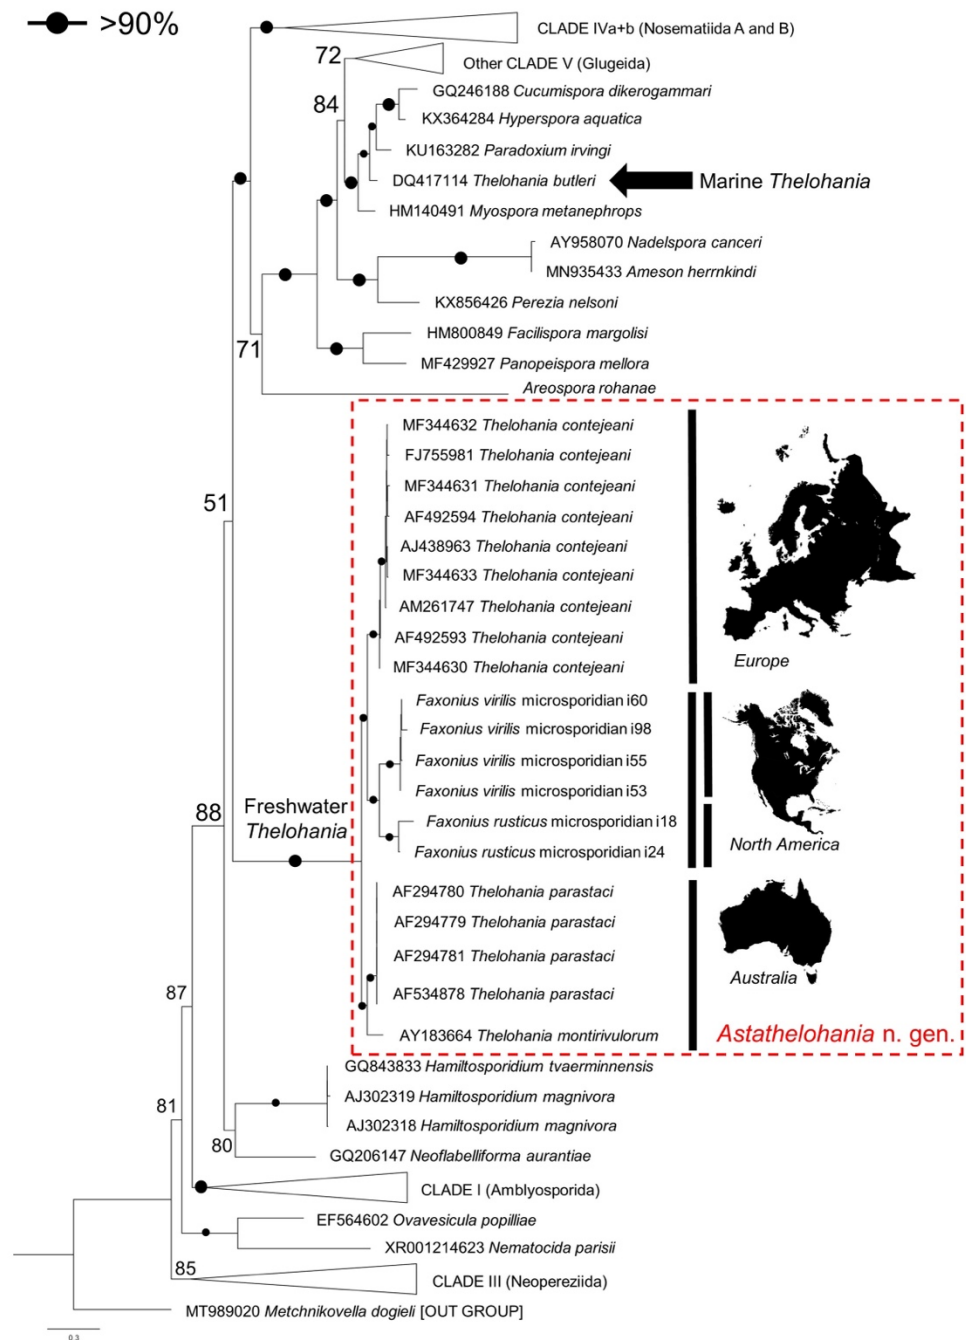 >90%
CLADE IVa+b (Nosematiida A and B)
72
Other CLADE V (Glugeida)
84
GQ246188 Cucumispora dikerogammari
KX364284 Hyperspora aquatica
KU163282 Paradoxium irvingi
DQ417114 Thelohania butleri
Marine Thelohania
HM140491 Myospora metanephrops
AY958070 Nadelspora canceri
MN935433 Ameson herrnkindi
KX856426 Perezia nelsoni
HM800849 Facilispora margolisi
71
MF429927 Panopeispora mellora
Areospora rohanae
MF344632 Thelohania contejeani
FJ755981 Thelohania contejeani
MF344631 Thelohania contejeani
51
AF492594 Thelohania contejeani
AJ438963 Thelohania contejeani
MF344633 Thelohania contejeani
AM261747 Thelohania contejeani
AF492593 Thelohania contejeani
MF344630 Thelohania contejeani
Europe
Faxonius virilis microsporidian i60
Faxonius virilis microsporidian i98
Faxonius virilis microsporidian i55
Faxonius virilis microsporidian i53
88
Freshwater
Thelohania
Faxonius rusticus microsporidian i18
Faxonius rusticus microsporidian i24
North America
AF294780 Thelohania parastaci
AF294779 Thelohania parastaci
AF294781 Thelohania parastaci
AF534878 Thelohania parastaci
Australia
87
AY183664 Thelohania montirivulorum
Astathelohania n. gen.
GQ843833 Hamiltosporidium tvaerminnensis
AJ302319 Hamiltosporidium magnivora
81
AJ302318 Hamiltosporidium magnivora
80
GQ206147 Neoflabelliforma aurantiae
CLADE I (Amblyosporida)
EF564602 Ovavesicula popilliae
XR001214623 Nematocida parisii
85
CLADE III (Neopereziida)
MT989020 Metchnikovella dogieli [OUT GROUP]
0.3